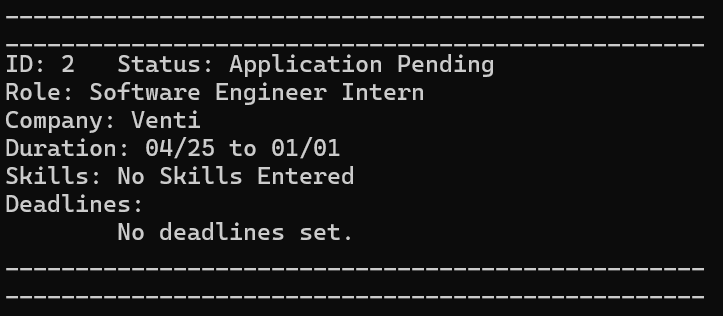 --------------------------------------------------
--------------------------------------------------
ID: 2   Status: Application Pending
Role: Software Engineer Intern
Company: Venti
Duration: 04/25 to 01/01
Skills: No Skills Entered
Deadlines:
        No deadlines set.
--------------------------------------------------
--------------------------------------------------